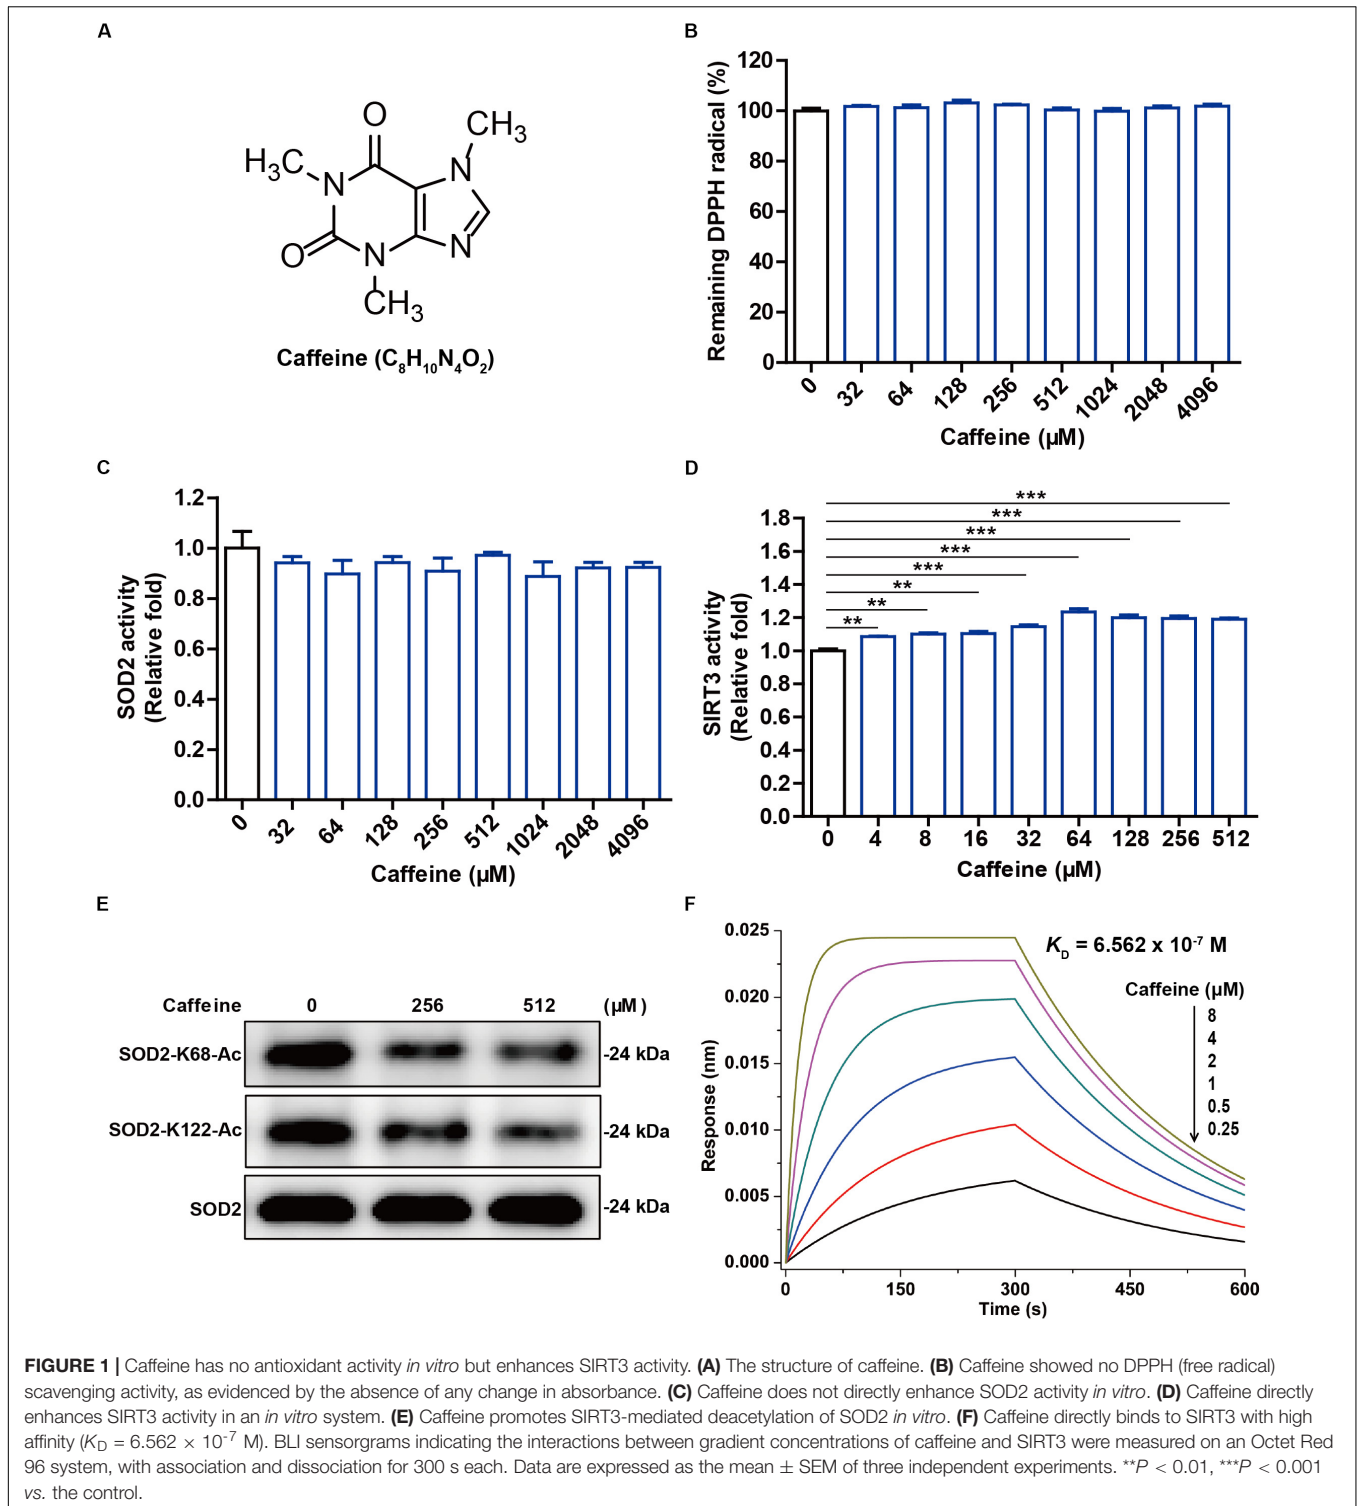 A
O
CH3
H3C
N
N
O
N
N
CH3
Caffeine (C8H10N4O2)
B
Remaining DPPH radical (%)
120
100
80
60
40
20
0
0 32 64 128 256 512 1024 2048 4096
Caffeine (µM)
C
SOD2 activity
(Relative fold)
1.2
1.0
0.8
0.6
0.4
0.2
0.0
0 32 64 128 256 512 1024 2048 4096
Caffeine (µM)
D
SIRT3 activity
(Relative fold)
***
***
***
***
***
**
**
**
1.8
1.6
1.4
1.2
1.0
0.8
0.6
0.4
0.2
0.0
0 4 8 16 32 64 128 256 512
Caffeine (µM)
E
Caffeine 0 256 512 (µM)
SOD2-K68-Ac -24 kDa
SOD2-K122-Ac -24 kDa
SOD2 -24 kDa
F
Response (nm)
0.025
0.020
0.015
0.010
0.005
0.000
KD = 6.562 x 10-7 M
Caffeine (µM)
8
4
2
1
0.5
0.25
0 150 300 450 600
Time (s)
FIGURE 1 | Caffeine has no antioxidant activity in vitro but enhances SIRT3 activity. (A) The structure of caffeine. (B) Caffeine showed no DPPH (free radical)
scavenging activity, as evidenced by the absence of any change in absorbance. (C) Caffeine does not directly enhance SOD2 activity in vitro. (D) Caffeine directly
enhances SIRT3 activity in an in vitro system. (E) Caffeine promotes SIRT3-mediated deacetylation of SOD2 in vitro. (F) Caffeine directly binds to SIRT3 with high
affinity (KD = 6.562 × 10-7 M). BLI sensorgrams indicating the interactions between gradient concentrations of caffeine and SIRT3 were measured on an Octet Red
96 system, with association and dissociation for 300 s each. Data are expressed as the mean ± SEM of three independent experiments. **P < 0.01, ***P < 0.001
vs. the control.